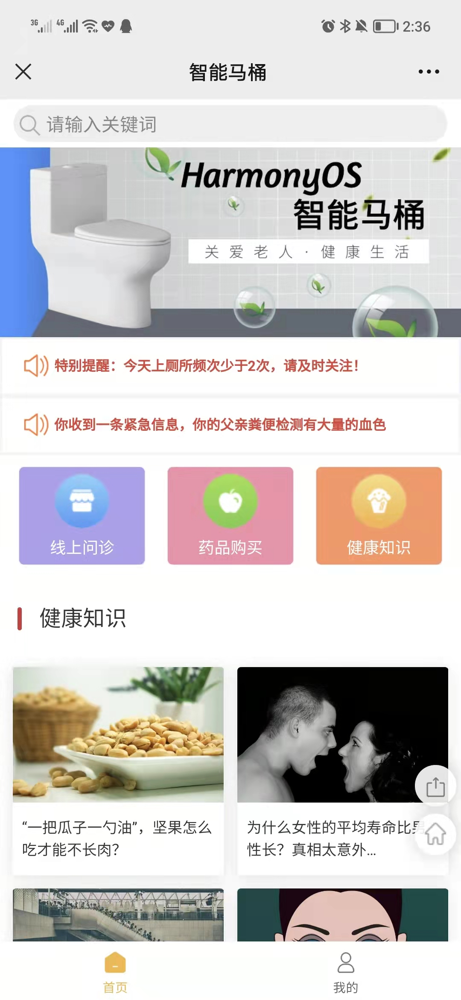 3G 4G 2:36
智能马桶
请输入关键词
HarmonyOS
智能马桶
关爱老人·健康生活
特别提醒：今天上厕所频次少于2次，请及时关注！
你收到一条紧急信息，你的父亲粪便检测有大量的血色
线上问诊 药品购买 健康知识
健康知识
“一把瓜子一勺油”，坚果怎么
吃才能不长肉？
为什么女性的平均寿命比男
性长？真相太意外...
首页 我的